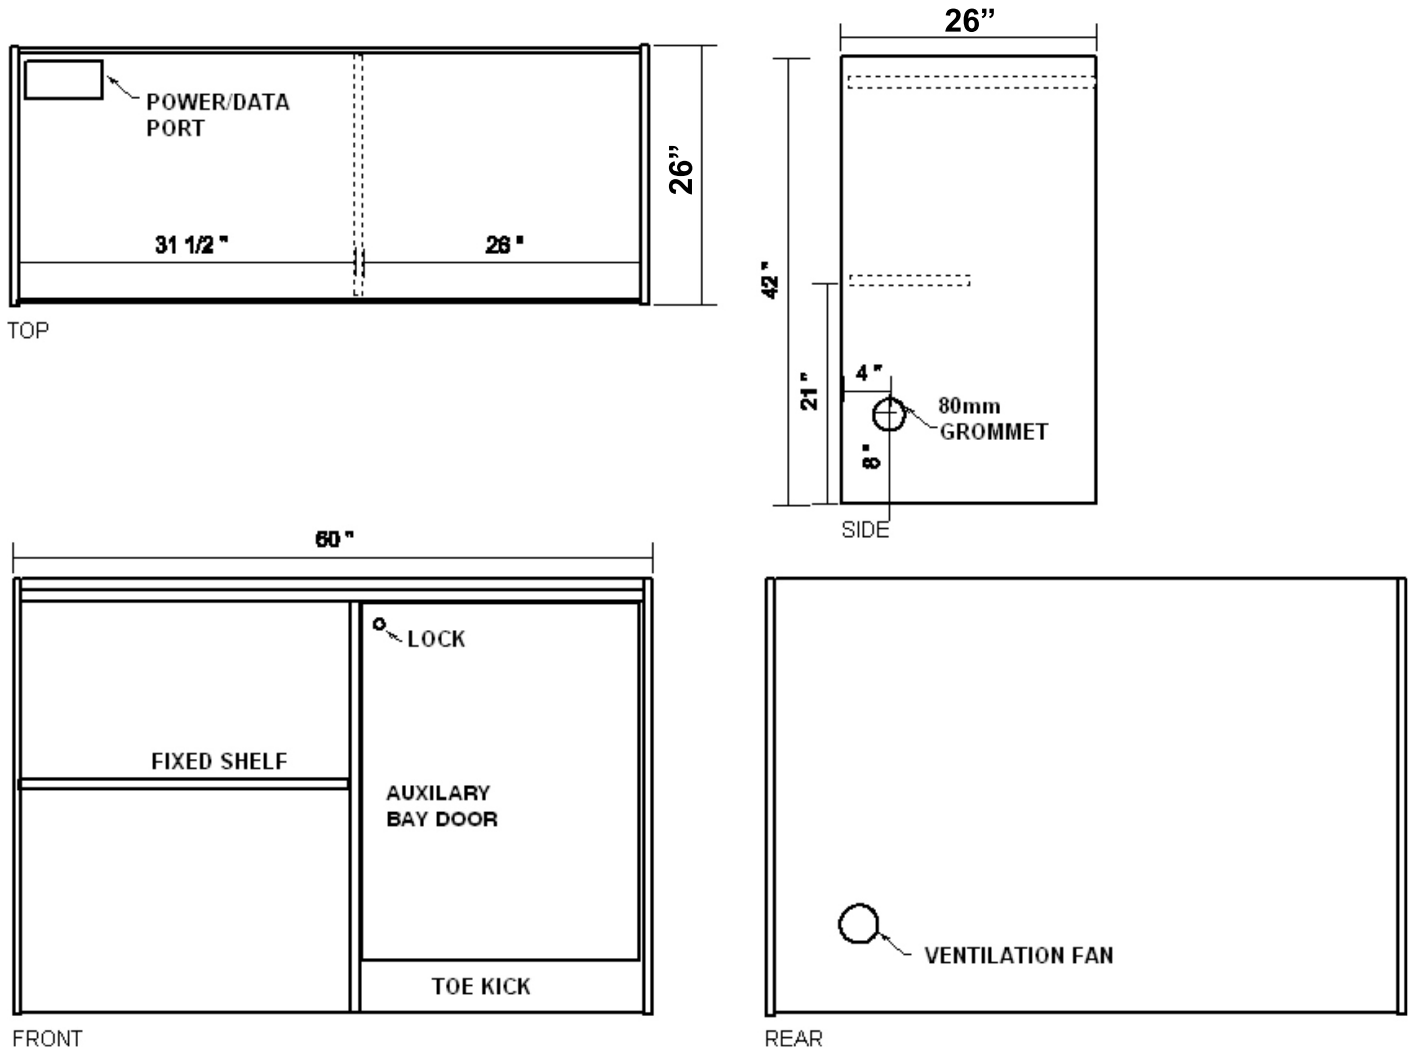 POWER/DATA
PORT
31 1/2 "
26 "
26”
TOP
26”
42 "
21 "
4 "
80mm
GROMMET
8 "
SIDE
60 "
LOCK
FIXED SHELF
AUXILARY
BAY DOOR
TOE KICK
FRONT
VENTILATION FAN
REAR